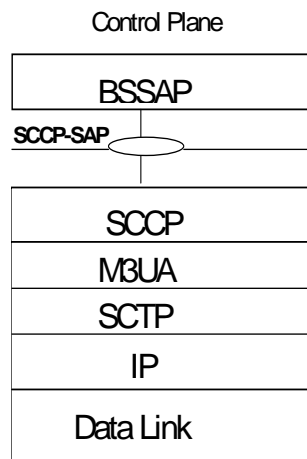 Control Plane
BSSAP
SCCP-SAP
SCCP
M3UA
SCTP
IP
Data Link